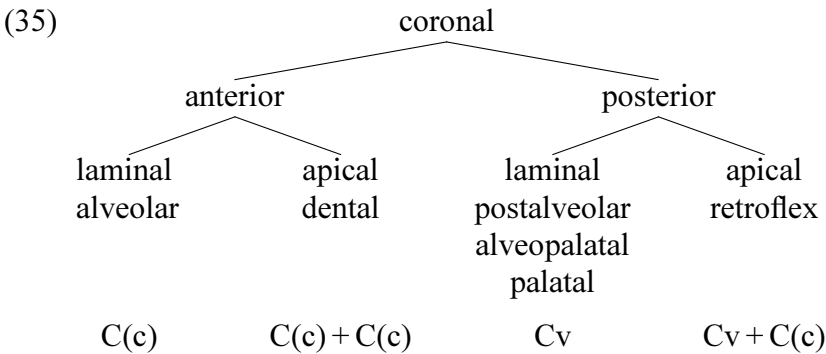 (35) coronal
anterior posterior
laminal apical laminal apical
alveolar dental postalveolar retroflex
alveopalatal
palatal
C(c) C(c) + C(c) Cv Cv + C(c)